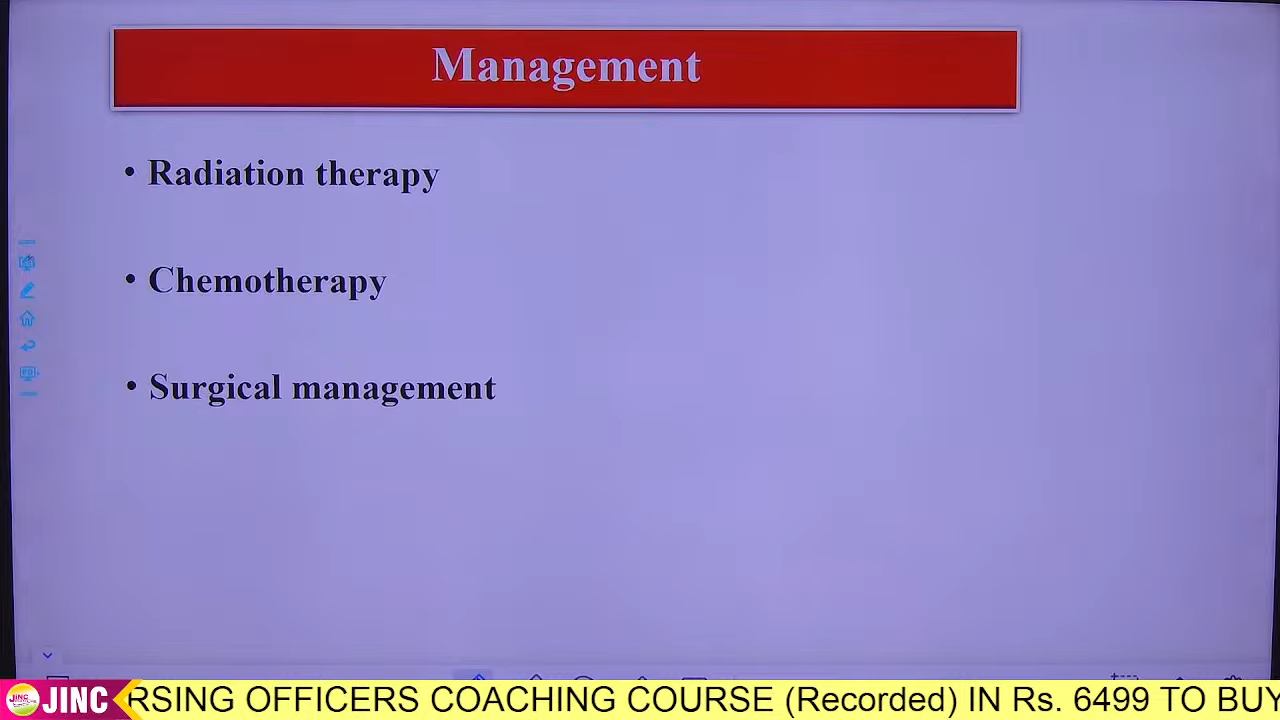 Management
• Radiation therapy
• Chemotherapy
• Surgical management
JINC RSING OFFICERS COACHING COURSE (Recorded) IN Rs. 6499 TO BUY